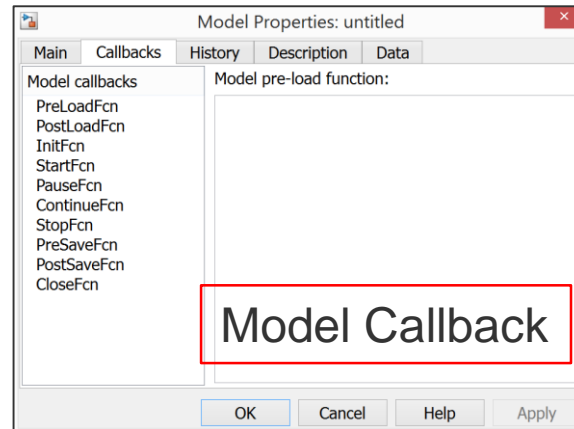 Model Properties: untitled
Main Callbacks History Description Data
Model callbacks
Model pre-load function:
PreLoadFcn
PostLoadFcn
InitFcn
StartFcn
PauseFcn
ContinueFcn
StopFcn
PreSaveFcn
PostSaveFcn
CloseFcn
Model Callback
OK Cancel Help Apply